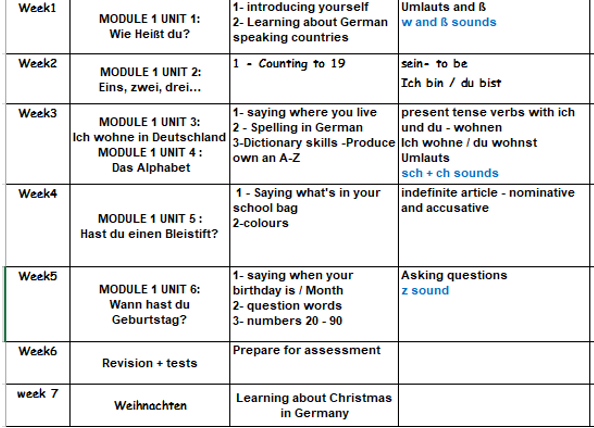 Week1
MODULE 1 UNIT 1:
Wie Heißt du?
1- introducing yourself
2- Learning about German
speaking countries
Umlauts and ß
w and ß sounds
Week2
MODULE 1 UNIT 2:
Eins, zwei, drei...
1 - Counting to 19
sein- to be
Ich bin / du bist
Week3
MODULE 1 UNIT 3:
Ich wohne in Deutschland
MODULE 1 UNIT 4 :
Das Alphabet
1- saying where you live
2 - Spelling in German
3-Dictionary skills -Produce
own an A-Z
present tense verbs with ich
und du - wohnen
Ich wohne / du wohnst
Umlauts
sch + ch sounds
Week4
MODULE 1 UNIT 5 :
Hast du einen Bleistift?
1 - Saying what's in your
school bag
2-colours
indefinite article - nominative
and accusative
Week5
MODULE 1 UNIT 6:
Wann hast du
Geburtstag?
1- saying when your
birthday is / Month
2- question words
3- numbers 20 - 90
Asking questions
z sound
Week6
Revision + tests
Prepare for assessment
week 7
Weihnachten
Learning about Christmas
in Germany